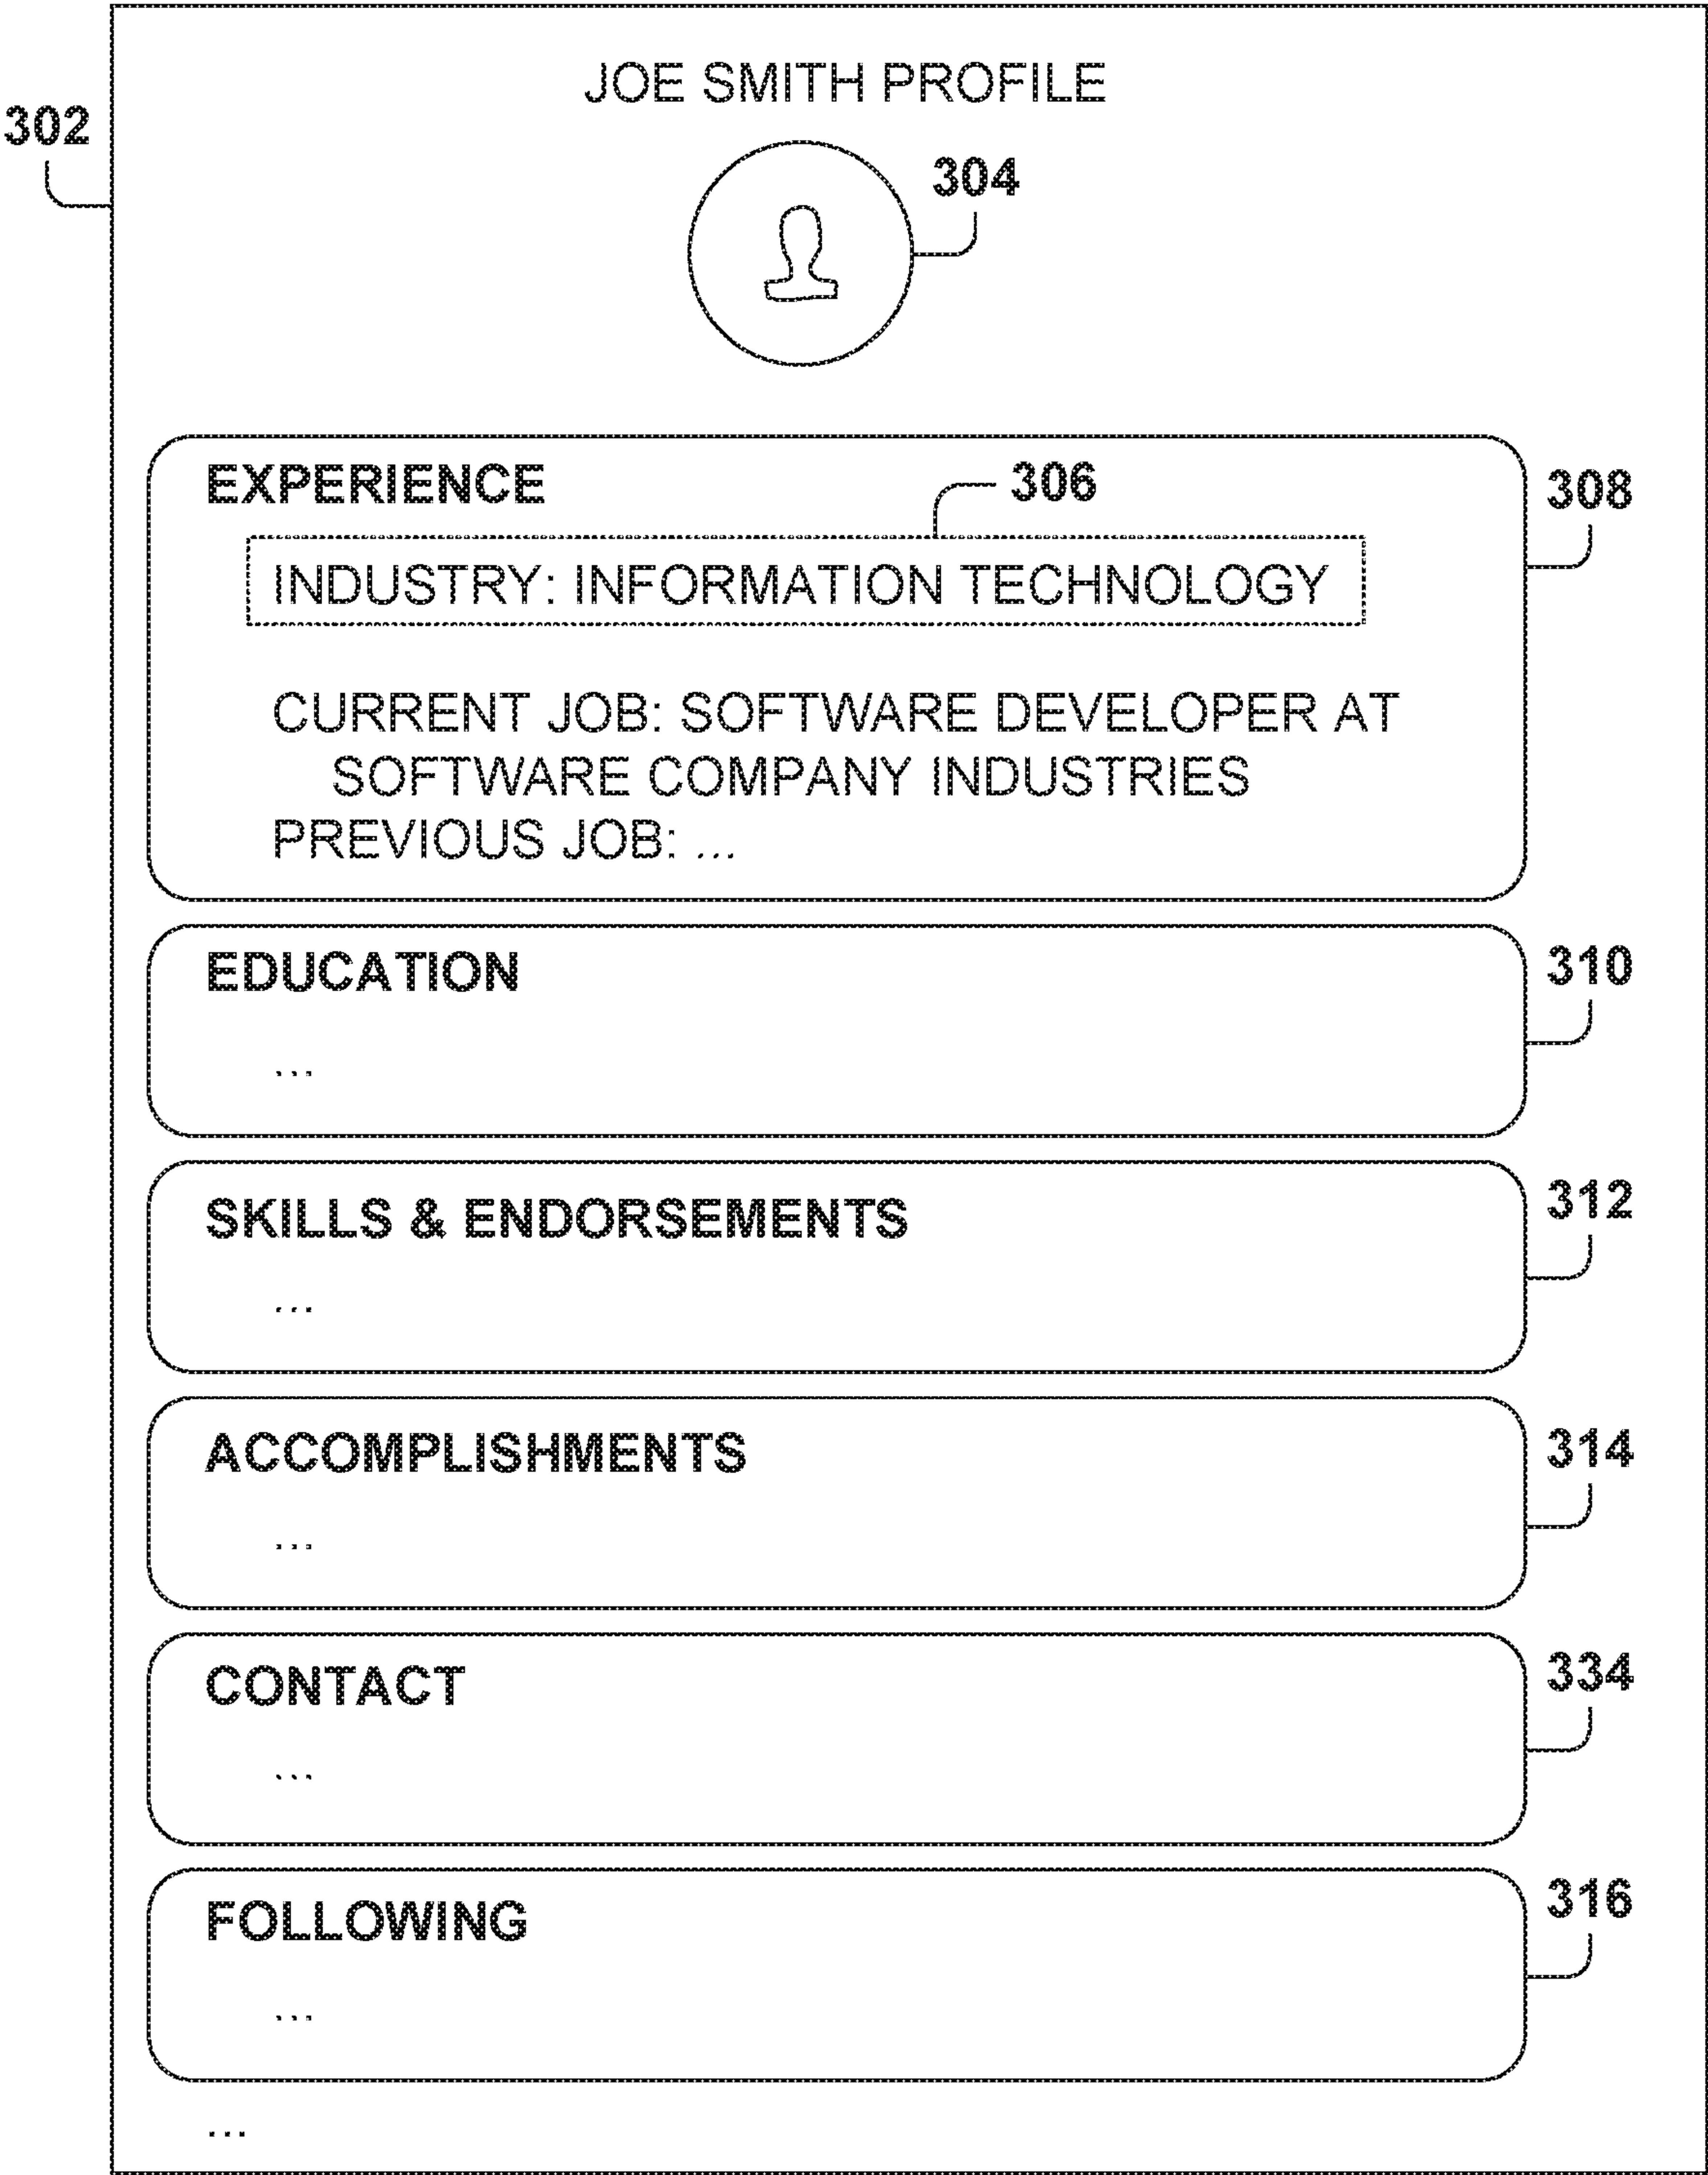 JOE SMITH PROFILE
302
304
EXPERIENCE
306
308
INDUSTRY: INFORMATION TECHNOLOGY
CURRENT JOB: SOFTWARE DEVELOPER AT
SOFTWARE COMPANY INDUSTRIES
PREVIOUS JOB: ...
EDUCATION
310
...
SKILLS & ENDORSEMENTS
312
...
ACCOMPLISHMENTS
314
...
CONTACT
334
...
FOLLOWING
316
...
...